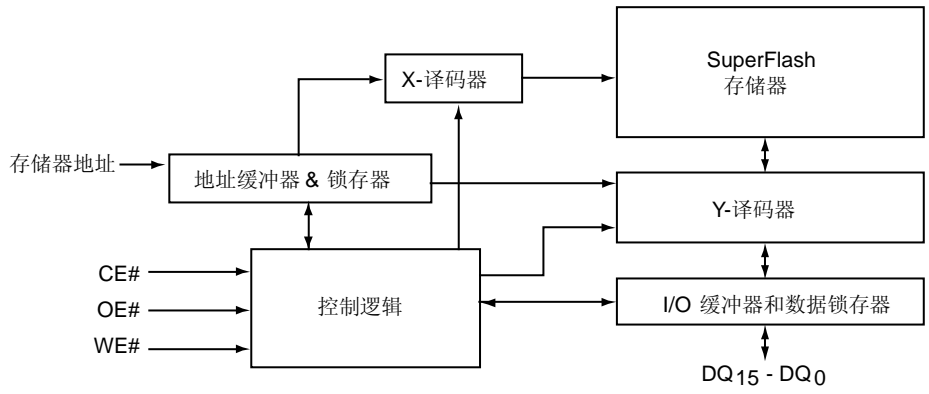 SuperFlash
存储器
X-译码器
存储器地址
地址缓冲器 & 锁存器
Y-译码器
CE#
OE#
WE#
控制逻辑
I/O 缓冲器和数据锁存器
DQ15 - DQ0